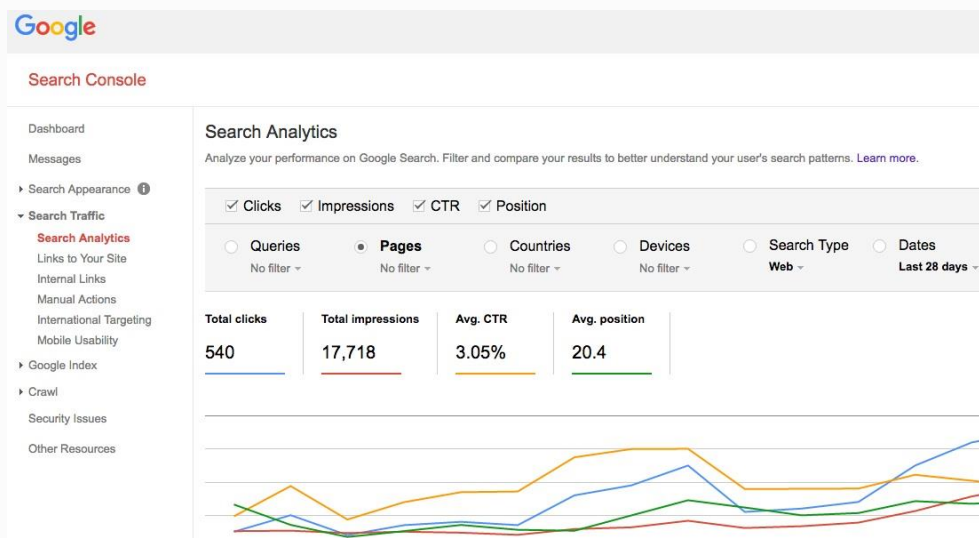 Google
Search Console
Dashboard
Messages
Search Appearance
Search Traffic
Search Analytics
Links to Your Site
Internal Links
Manual Actions
International Targeting
Mobile Usability
Google Index
Crawl
Security Issues
Other Resources
Search Analytics
Analyze your performance on Google Search. Filter and compare your results to better understand your user's search patterns. Learn more.
Clicks Impressions CTR Position
Queries Pages Countries Devices Search Type Dates
No filter No filter No filter No filter Web Last 28 days
Total clicks Total impressions Avg. CTR Avg. position
540 17,718 3.05% 20.4